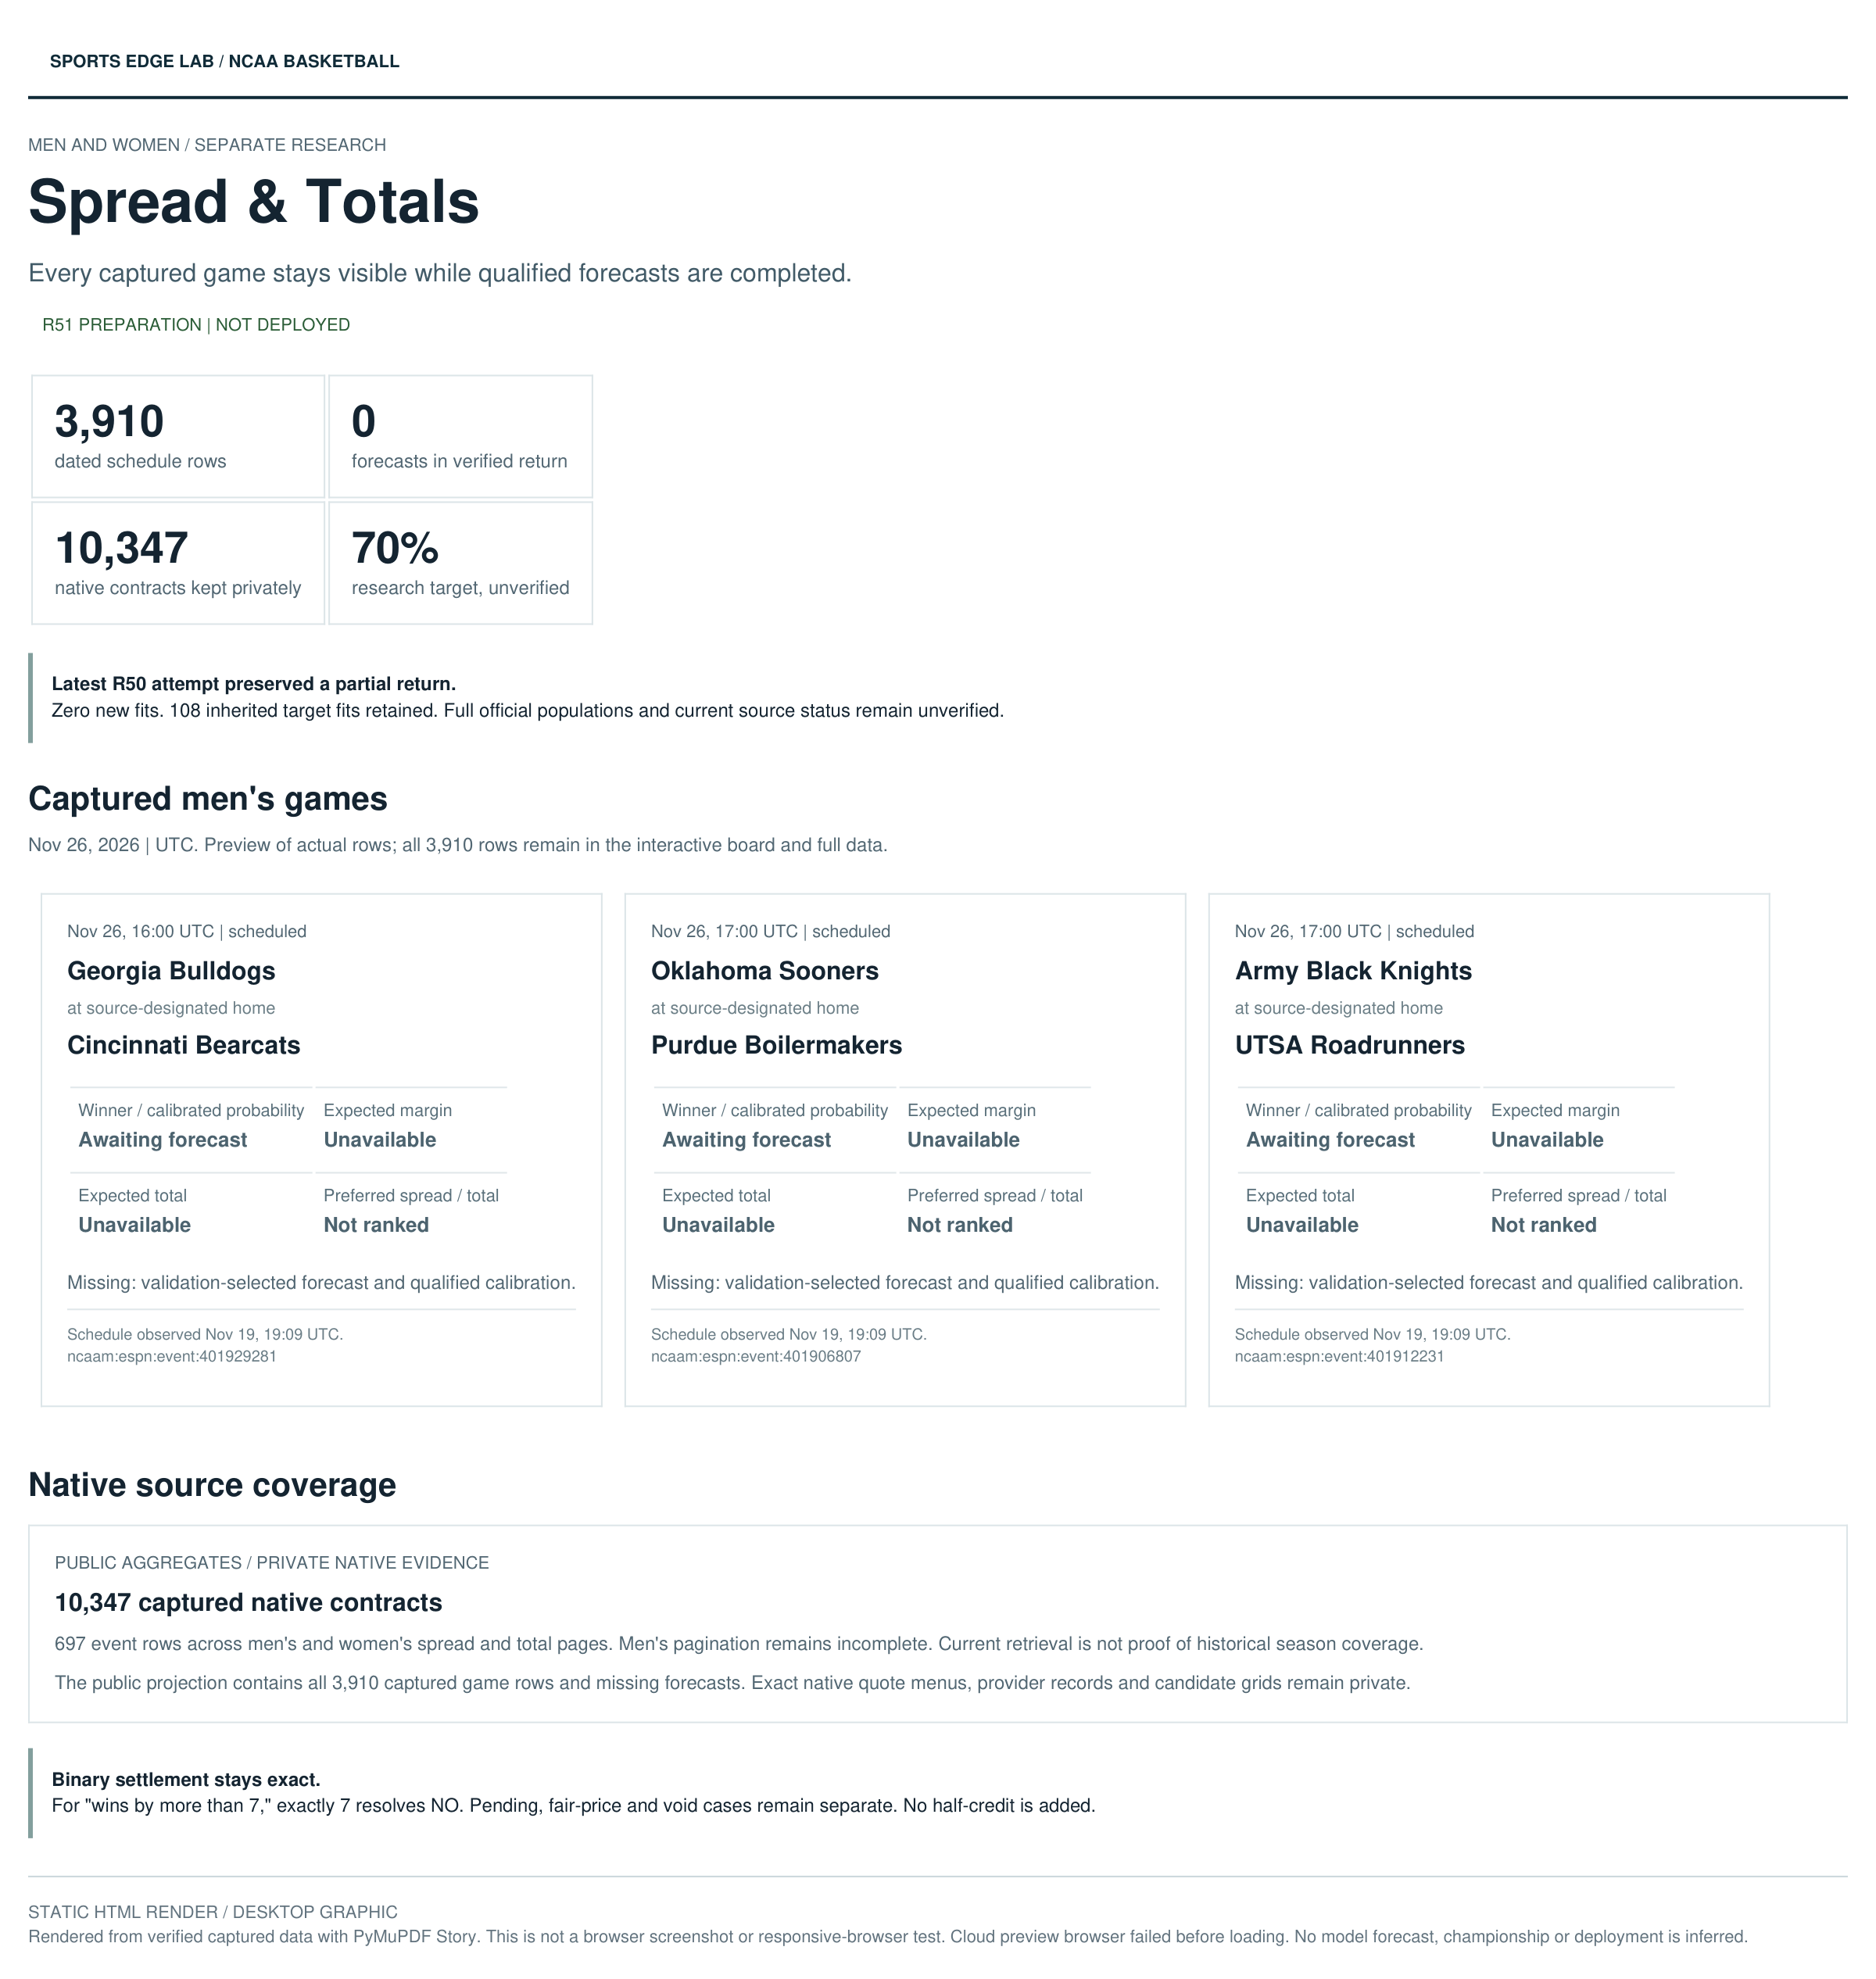 SPORTS EDGE LAB / NCAA BASKETBALL
MEN AND WOMEN / SEPARATE RESEARCH
Spread & Totals
Every captured game stays visible while qualified forecasts are completed.
R51 PREPARATION | NOT DEPLOYED
3,910
dated schedule rows
0
forecasts in verified return
10,347
native contracts kept privately
70%
research target, unverified
Latest R50 attempt preserved a partial return.
Zero new fits. 108 inherited target fits retained. Full official populations and current source status remain unverified.
Captured men's games
Nov 26, 2026 | UTC. Preview of actual rows; all 3,910 rows remain in the interactive board and full data.
Nov 26, 16:00 UTC | scheduled
Georgia Bulldogs
at source-designated home
Cincinnati Bearcats
Winner / calibrated probability
Awaiting forecast
Expected margin
Unavailable
Expected total
Unavailable
Preferred spread / total
Not ranked
Missing: validation-selected forecast and qualified calibration.
Schedule observed Nov 19, 19:09 UTC.
ncaam:espn:event:401929281
Nov 26, 17:00 UTC | scheduled
Oklahoma Sooners
at source-designated home
Purdue Boilermakers
Winner / calibrated probability
Awaiting forecast
Expected margin
Unavailable
Expected total
Unavailable
Preferred spread / total
Not ranked
Missing: validation-selected forecast and qualified calibration.
Schedule observed Nov 19, 19:09 UTC.
ncaam:espn:event:401906807
Nov 26, 17:00 UTC | scheduled
Army Black Knights
at source-designated home
UTSA Roadrunners
Winner / calibrated probability
Awaiting forecast
Expected margin
Unavailable
Expected total
Unavailable
Preferred spread / total
Not ranked
Missing: validation-selected forecast and qualified calibration.
Schedule observed Nov 19, 19:09 UTC.
ncaam:espn:event:401912231
Native source coverage
PUBLIC AGGREGATES / PRIVATE NATIVE EVIDENCE
10,347 captured native contracts
697 event rows across men's and women's spread and total pages. Men's pagination remains incomplete. Current retrieval is not proof of historical season coverage.
The public projection contains all 3,910 captured game rows and missing forecasts. Exact native quote menus, provider records and candidate grids remain private.
Binary settlement stays exact.
For "wins by more than 7," exactly 7 resolves NO. Pending, fair-price and void cases remain separate. No half-credit is added.
STATIC HTML RENDER / DESKTOP GRAPHIC
Rendered from verified captured data with PyMuPDF Story. This is not a browser screenshot or responsive-browser test. Cloud preview browser failed before loading. No model forecast, championship or deployment is inferred.